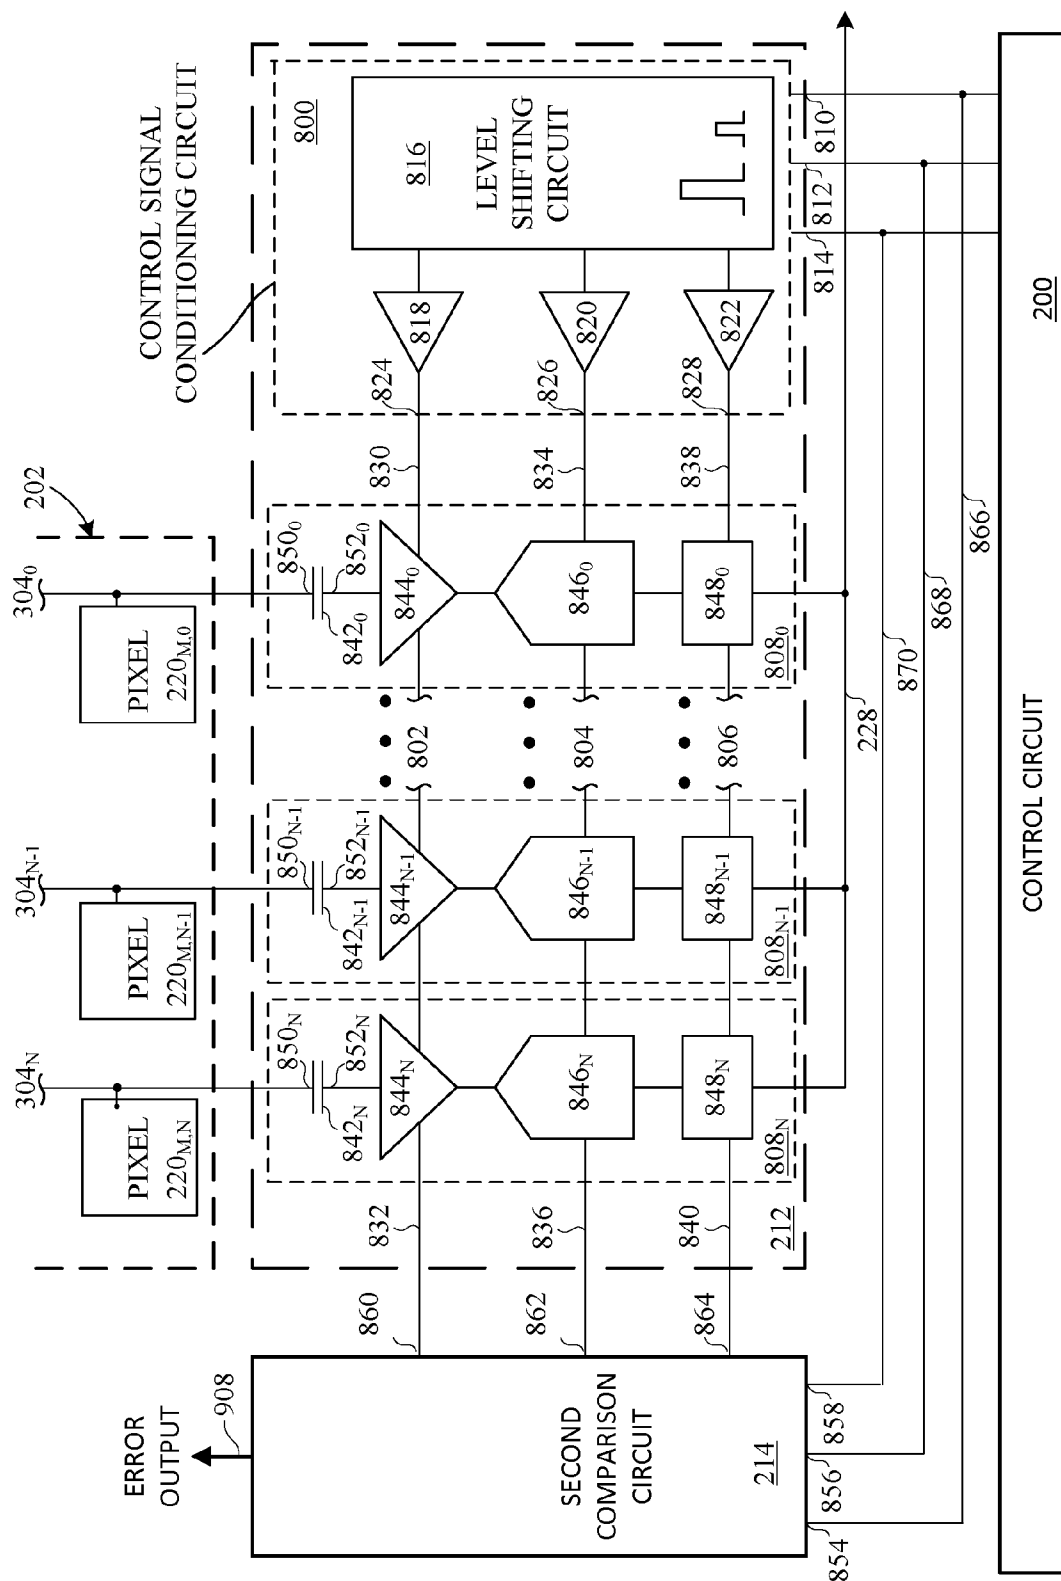 CONTROL SIGNAL
CONDITIONING CIRCUIT
202
304N
304N-1
3040
PIXEL
220M,N
PIXEL
220M,N-1
PIXEL
220M,0
800
816
LEVEL
SHIFTING
CIRCUIT
818
820
822
824
826
828
830
834
838
810
812
814
850N
852N
842N
844N
846N
848N
808N
850N-1
852N-1
842N-1
844N-1
846N-1
848N-1
808N-1
8500
8520
8420
8440
8460
8480
8080
802
804
806
832
836
840
212
860
862
864
ERROR
OUTPUT
908
SECOND
COMPARISON
CIRCUIT
214
854
856
858
228
870
868
866
CONTROL CIRCUIT
200